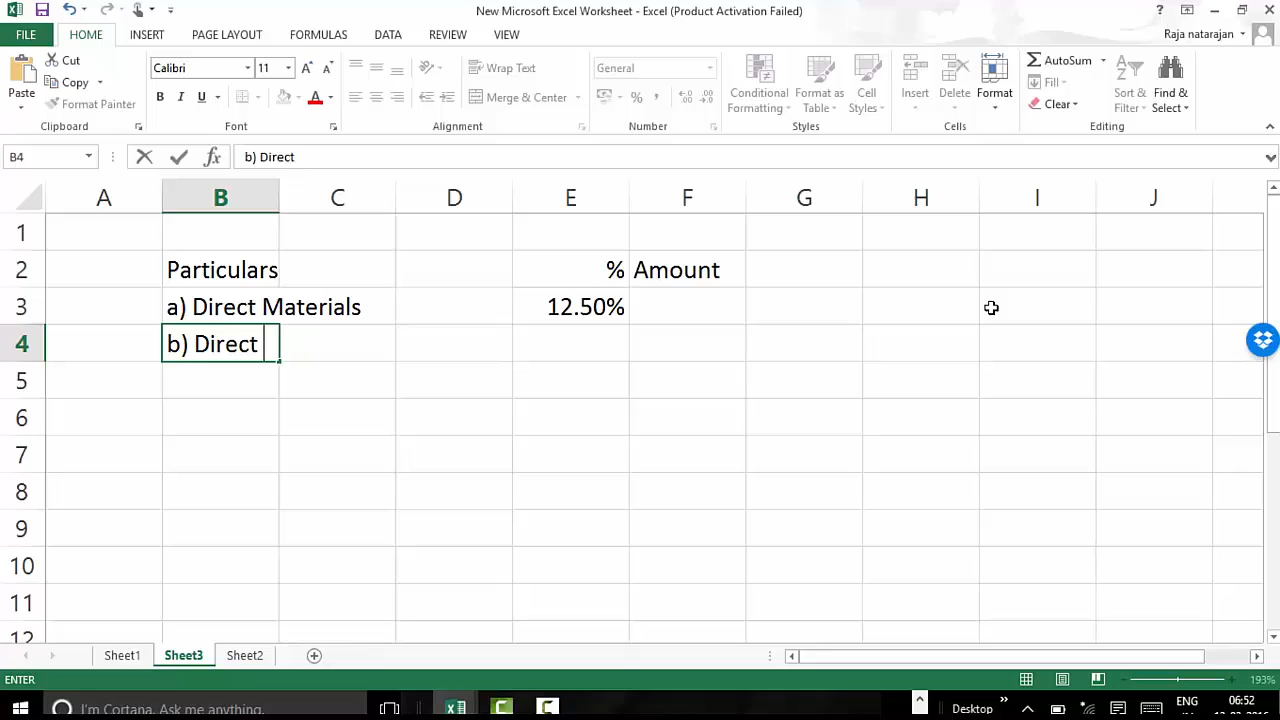 New Microsoft Excel Worksheet - Excel (Product Activation Failed)
?
FILE HOME INSERT PAGE LAYOUT FORMULAS DATA REVIEW VIEW
Raja natarajan
Paste
Cut
Copy
Format Painter
Clipboard
Calibri 11
B I U A
Font
Wrap Text
Merge & Center
Alignment
General
%
Number
Conditional Formatting
Format as Table
Cell Styles
Styles
Insert
Delete
Format
Cells
AutoSum
Fill
Clear
Sort & Filter
Find & Select
Editing
B4
fx
b) Direct
A B C D E F G H I J
1
2 Particulars % Amount
3 a) Direct Materials 12.50%
4 b) Direct
5
6
7
8
9
10
11
12
Sheet1 Sheet3 Sheet2
ENTER
193%
I'm Cortana. Ask me anything.
Desktop
ENG
06:52